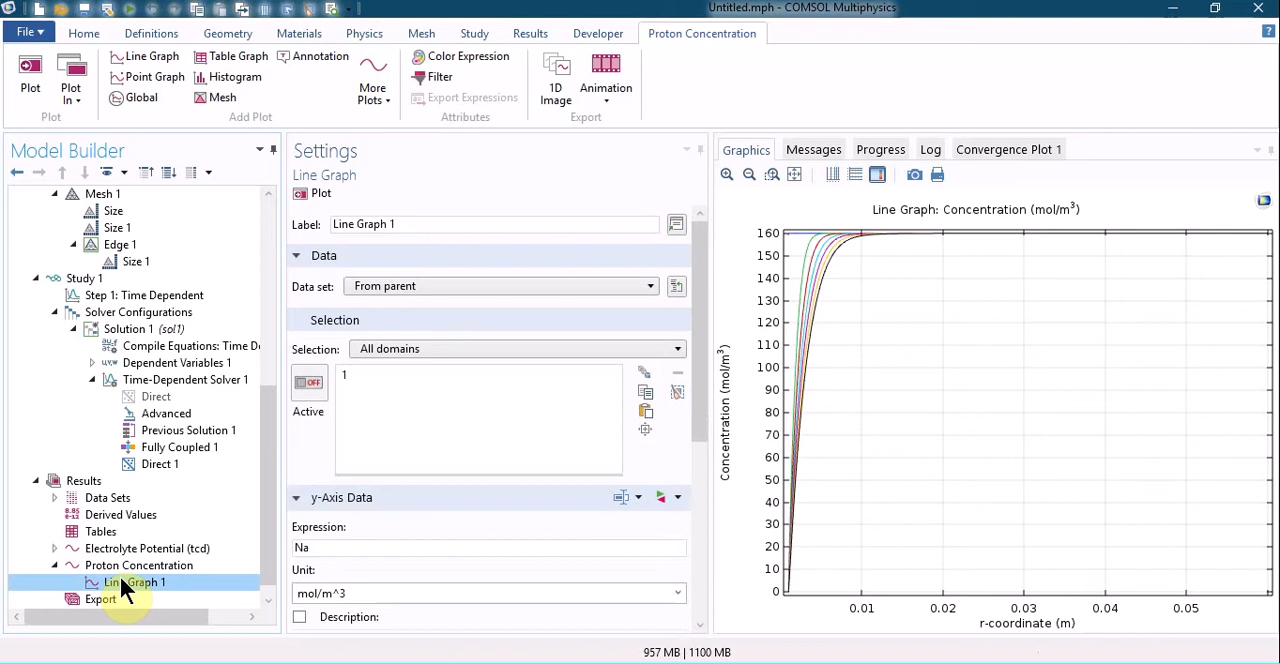 Untitled.mph - COMSOL Multiphysics
File
Home
Definitions
Geometry
Materials
Physics
Mesh
Study
Results
Developer
Proton Concentration
Plot
Plot In
Plot
Line Graph
Point Graph
Global
Table Graph
Histogram
Mesh
Annotation
More Plots
Add Plot
Color Expression
Filter
Export Expressions
Attributes
1D Image
Animation
Export
Model Builder
Mesh 1
Size
Size 1
Edge 1
Size 1
Study 1
Step 1: Time Dependent
Solver Configurations
Solution 1 (sol1)
Compile Equations: Time D
Dependent Variables 1
Time-Dependent Solver 1
Direct
Advanced
Previous Solution 1
Fully Coupled 1
Direct 1
Results
Data Sets
8.85
e-12
Derived Values
Tables
Electrolyte Potential (tcd)
Proton Concentration
Line Graph 1
Export
Settings
Line Graph
Plot
Label: Line Graph 1
Data
Data set: From parent
Selection
Selection: All domains
OFF
Active
1
y-Axis Data
Expression:
Na
Unit:
mol/m^3
Description:
Graphics
Messages
Progress
Log
Convergence Plot 1
Line Graph: Concentration (mol/m³)
160
150
140
130
120
110
100
90
80
70
60
50
40
30
20
10
0
Concentration (mol/m³)
0.01 0.02 0.03 0.04 0.05
r-coordinate (m)
957 MB | 1100 MB